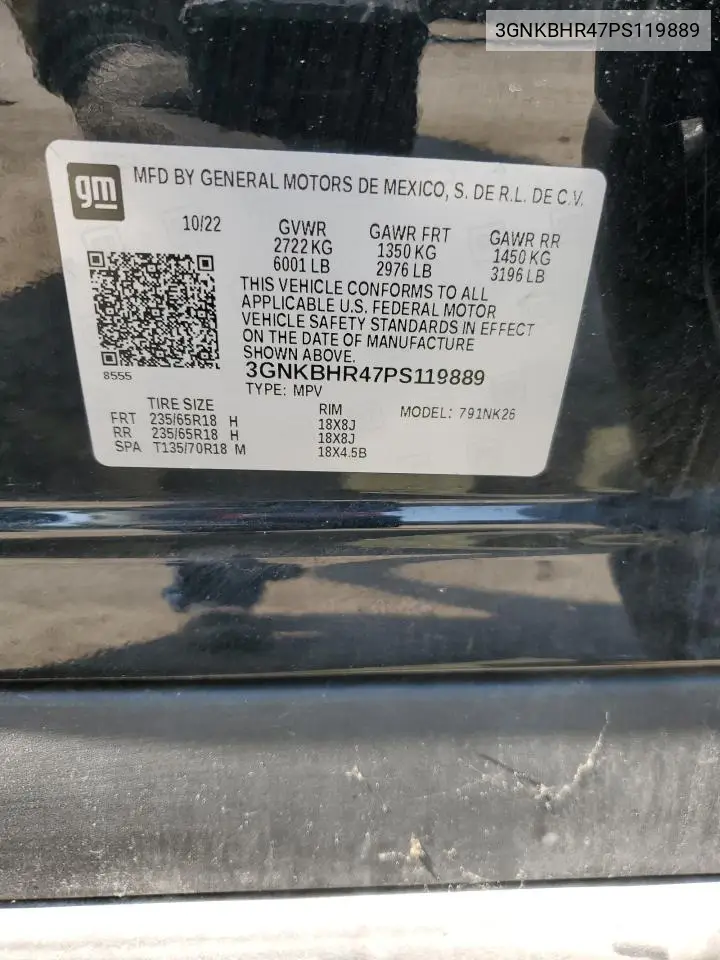 3GNKBHR47PS119889
gm
MFD BY GENERAL MOTORS DE MEXICO, S. DE R.L. DE C.V.
10/22 GVWR GAWR FRT GAWR RR
2722 KG 1350 KG 1450 KG
6001 LB 2976 LB 3196 LB
THIS VEHICLE CONFORMS TO ALL
APPLICABLE U.S. FEDERAL MOTOR
VEHICLE SAFETY STANDARDS IN EFFECT
ON THE DATE OF MANUFACTURE
SHOWN ABOVE.
8555
3GNKBHR47PS119889
TYPE: MPV
TIRE SIZE RIM MODEL: 791NK26
FRT 235/65R18 H 18X8J
RR 235/65R18 H 18X8J
SPA T135/70R18 M 18X4.5B